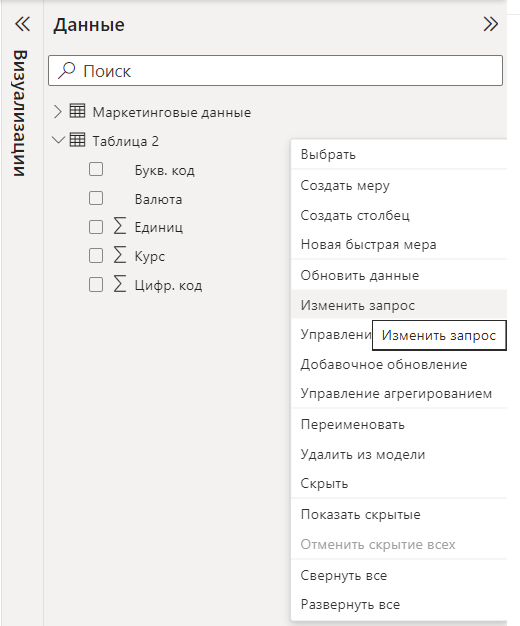 Визуализации
Данные
Поиск
Маркетинговые данные
Таблица 2
Букв. код
Валюта
Единиц
Курс
Цифр. код
Выбрать
Создать меру
Создать столбец
Новая быстрая мера
Обновить данные
Изменить запрос
Управлени
Изменить запрос
Добавочное обновление
Управление агрегированием
Переименовать
Удалить из модели
Скрыть
Показать скрытые
Отменить скрытие всех
Свернуть все
Развернуть все